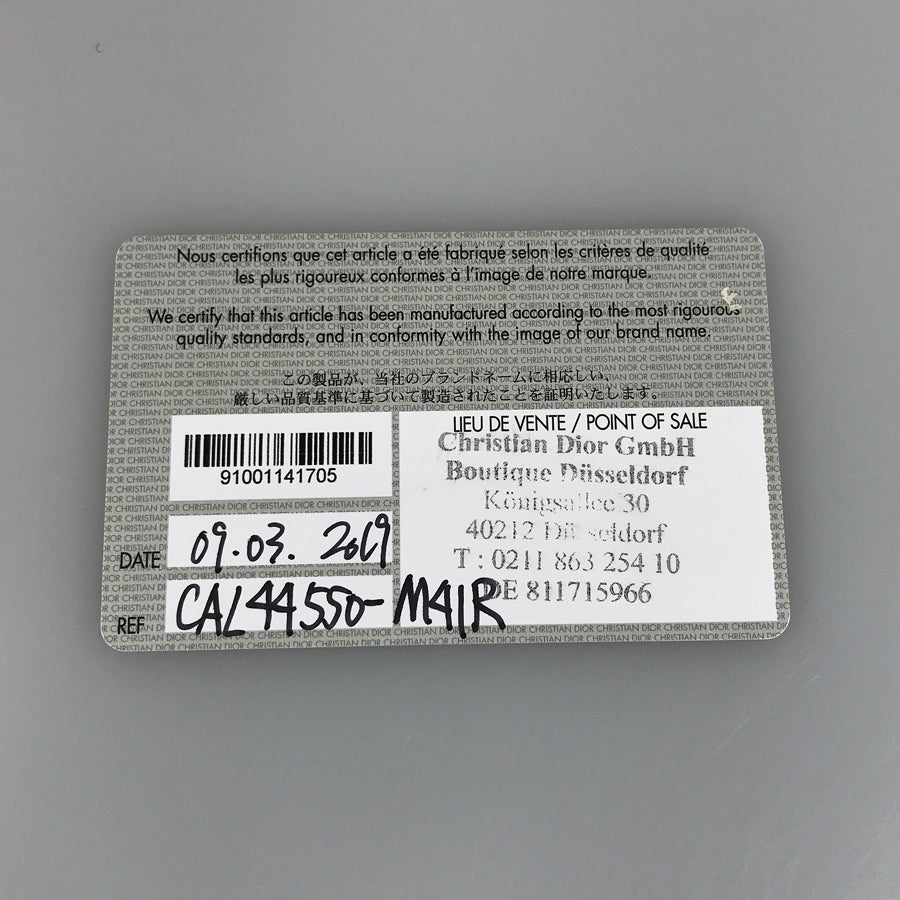 Nous certifions que cet article a été fabriqué selon les critères de qualité
les plus rigoureux conformes à l'image de notre marque.
We certify that this article has been manufactured according to the most rigourous
quality standards, and in conformity with the image of our brand name.
この製品が、当社のブランドネームに相応しい、
厳しい品質基準に基づいて製造されたことを証明いたします。
91001141705
DATE 09.03. 2019
REF CAL44550-M41R
LIEU DE VENTE / POINT OF SALE
Christian Dior GmbH
Boutique Düsseldorf
Königsallee 30
40212 Düsseldorf
T : 0211 863 254 10
DE 811715966